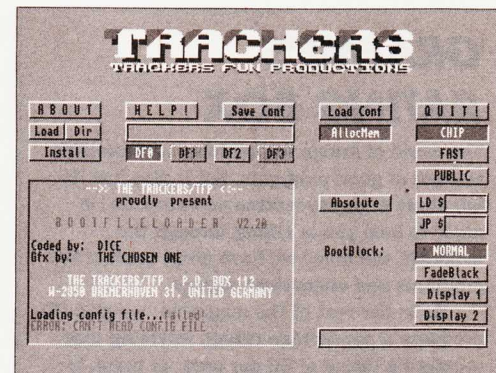 TRACKERS
TRACKERS FUN PRODUCTIONS
ABOUT
HELP!
Save Conf
Load Conf
QUIT!
Load
Dir
AllocMem
CHIP
Install
DF0
DF1
DF2
DF3
FAST
PUBLIC
-->> THE TRACKERS/TFP <<--
proudly present
BOOTFILELOADER V2.20
Absolute
LD $
JP $
Coded by: DICE
Gfx by: THE CHOSEN ONE
BootBlock:
NORMAL
FadeBlack
THE TRACKERS/TFP - P.O. BOX 112
W-2850 BREMERHAVEN 31, UNITED GERMANY
Display 1
Display 2
Loading config file...failed!
ERROR: CAN'T READ CONFIG FILE